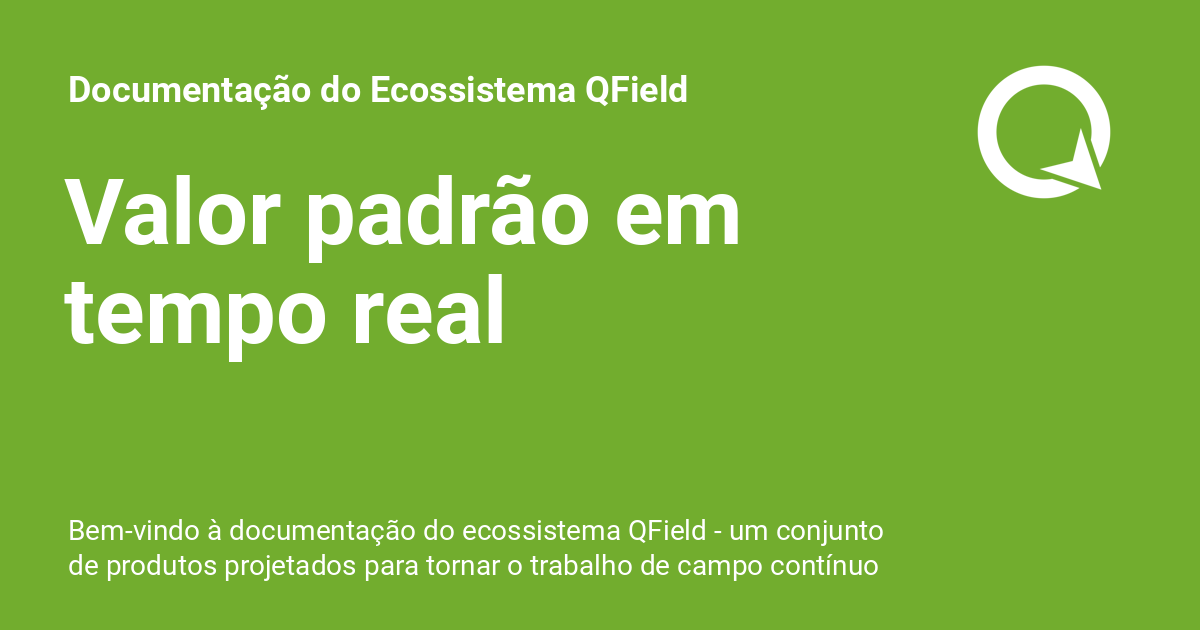 Documentação do Ecossistema QField
Valor padrão em
tempo real
Bem-vindo à documentação do ecossistema QField - um conjunto
de produtos projetados para tornar o trabalho de campo contínuo